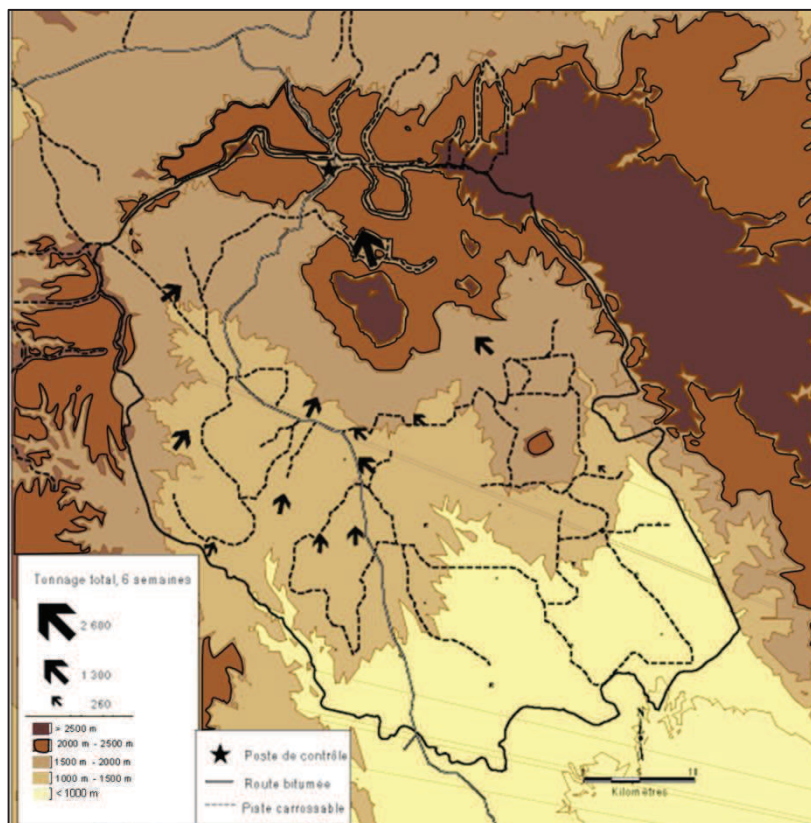 Tonnage total, 6 semaines
2 600
1 300
260
> 2500 m
2000 m - 2500 m
1500 m - 2000 m
1000 m - 1500 m
< 1000 m
Poste de contrôle
Route bitumée
Piste carrossable
Kilomètres